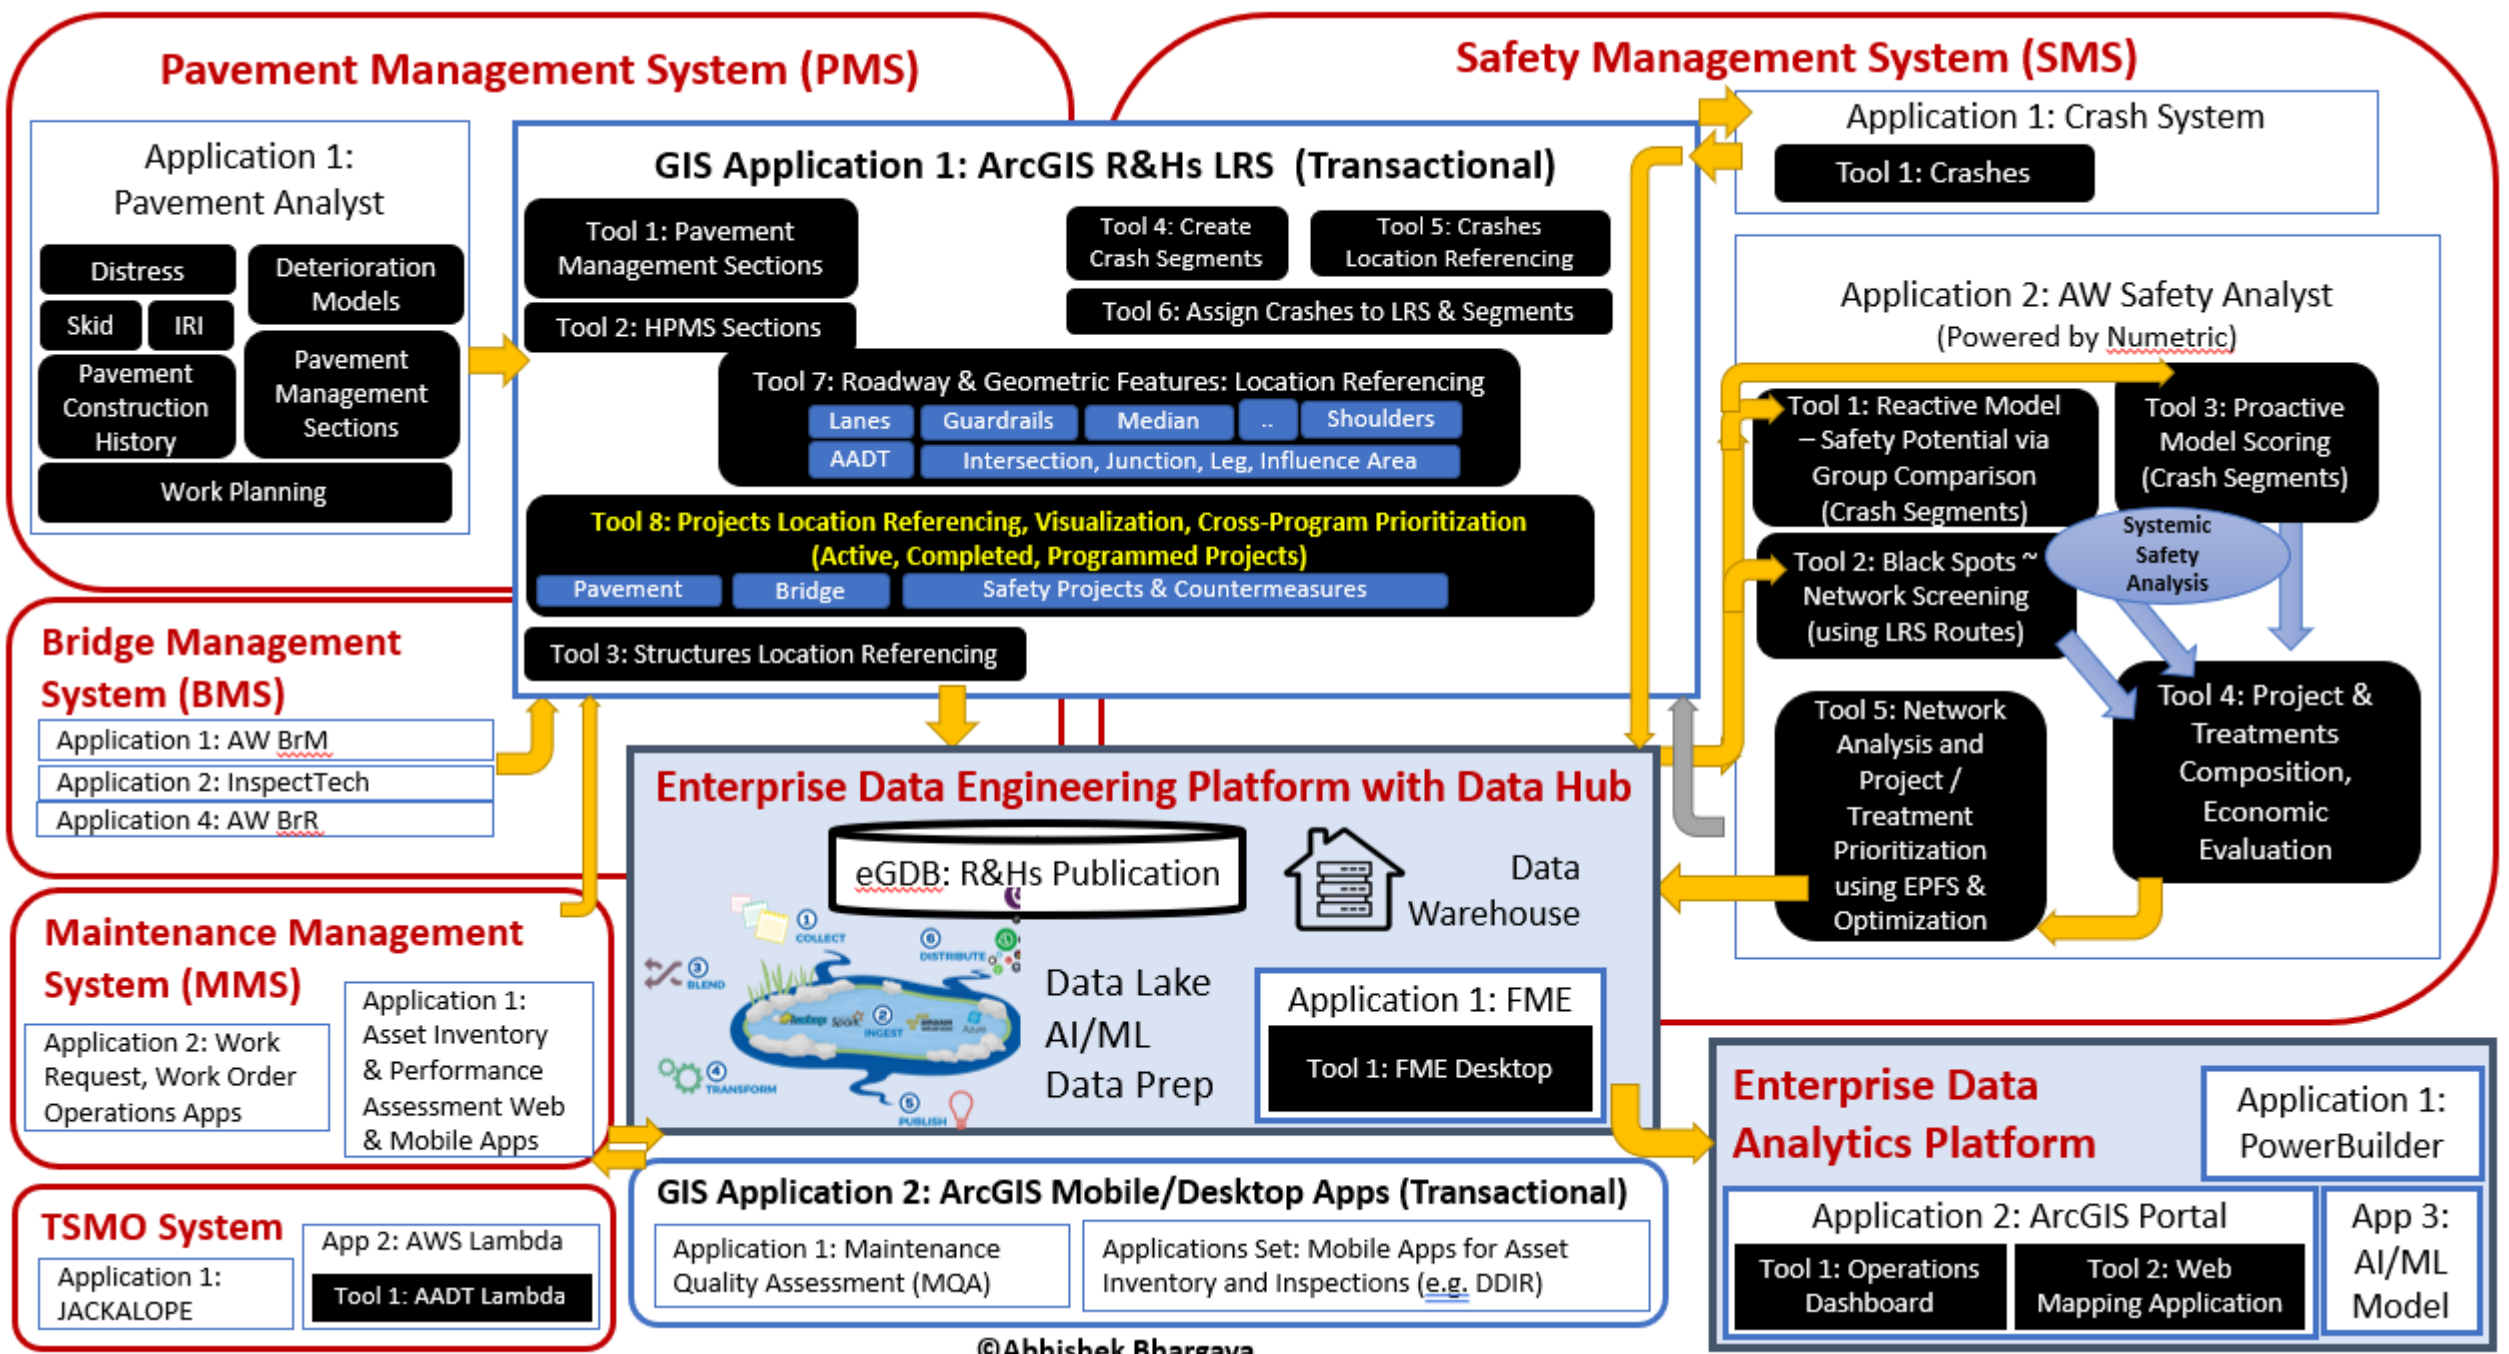 Pavement Management System (PMS)
Application 1:
Pavement Analyst
Distress
Deterioration
Models
Skid
IRI
Pavement
Construction
History
Pavement
Management
Sections
Work Planning
GIS Application 1: ArcGIS R&Hs LRS (Transactional)
Tool 1: Pavement
Management Sections
Tool 2: HPMS Sections
Tool 4: Create
Crash Segments
Tool 5: Crashes
Location Referencing
Tool 6: Assign Crashes to LRS & Segments
Tool 7: Roadway & Geometric Features: Location Referencing
Lanes
Guardrails
Median
..
Shoulders
AADT
Intersection, Junction, Leg, Influence Area
Tool 8: Projects Location Referencing, Visualization, Cross-Program Prioritization
(Active, Completed, Programmed Projects)
Pavement
Bridge
Safety Projects & Countermeasures
Tool 3: Structures Location Referencing
Safety Management System (SMS)
Application 1: Crash System
Tool 1: Crashes
Application 2: AW Safety Analyst
(Powered by Numetric)
Tool 1: Reactive Model
– Safety Potential via
Group Comparison
(Crash Segments)
Tool 3: Proactive
Model Scoring
(Crash Segments)
Systemic
Safety
Analysis
Tool 2: Black Spots ~
Network Screening
(using LRS Routes)
Tool 5: Network
Analysis and
Project /
Treatment
Prioritization
using EPFS &
Optimization
Tool 4: Project &
Treatments
Composition,
Economic
Evaluation
Bridge Management
System (BMS)
Application 1: AW BrM
Application 2: InspectTech
Application 4: AW BrR
Maintenance Management
System (MMS)
Application 2: Work
Request, Work Order
Operations Apps
Application 1:
Asset Inventory
& Performance
Assessment Web
& Mobile Apps
TSMO System
Application 1:
JACKALOPE
App 2: AWS Lambda
Tool 1: AADT Lambda
Enterprise Data Engineering Platform with Data Hub
eGDB: R&Hs Publication
Data
Warehouse
1
COLLECT
6
DISTRIBUTE
3
BLEND
2
INGEST
Spark
amazon
Azure
4
TRANSFORM
5
PUBLISH
Data Lake
AI/ML
Data Prep
Application 1: FME
Tool 1: FME Desktop
GIS Application 2: ArcGIS Mobile/Desktop Apps (Transactional)
Application 1: Maintenance
Quality Assessment (MQA)
Applications Set: Mobile Apps for Asset
Inventory and Inspections (e.g. DDIR)
Enterprise Data
Analytics Platform
Application 1:
PowerBuilder
Application 2: ArcGIS Portal
Tool 1: Operations
Dashboard
Tool 2: Web
Mapping Application
App 3:
AI/ML
Model
©Abhishek Bhargava